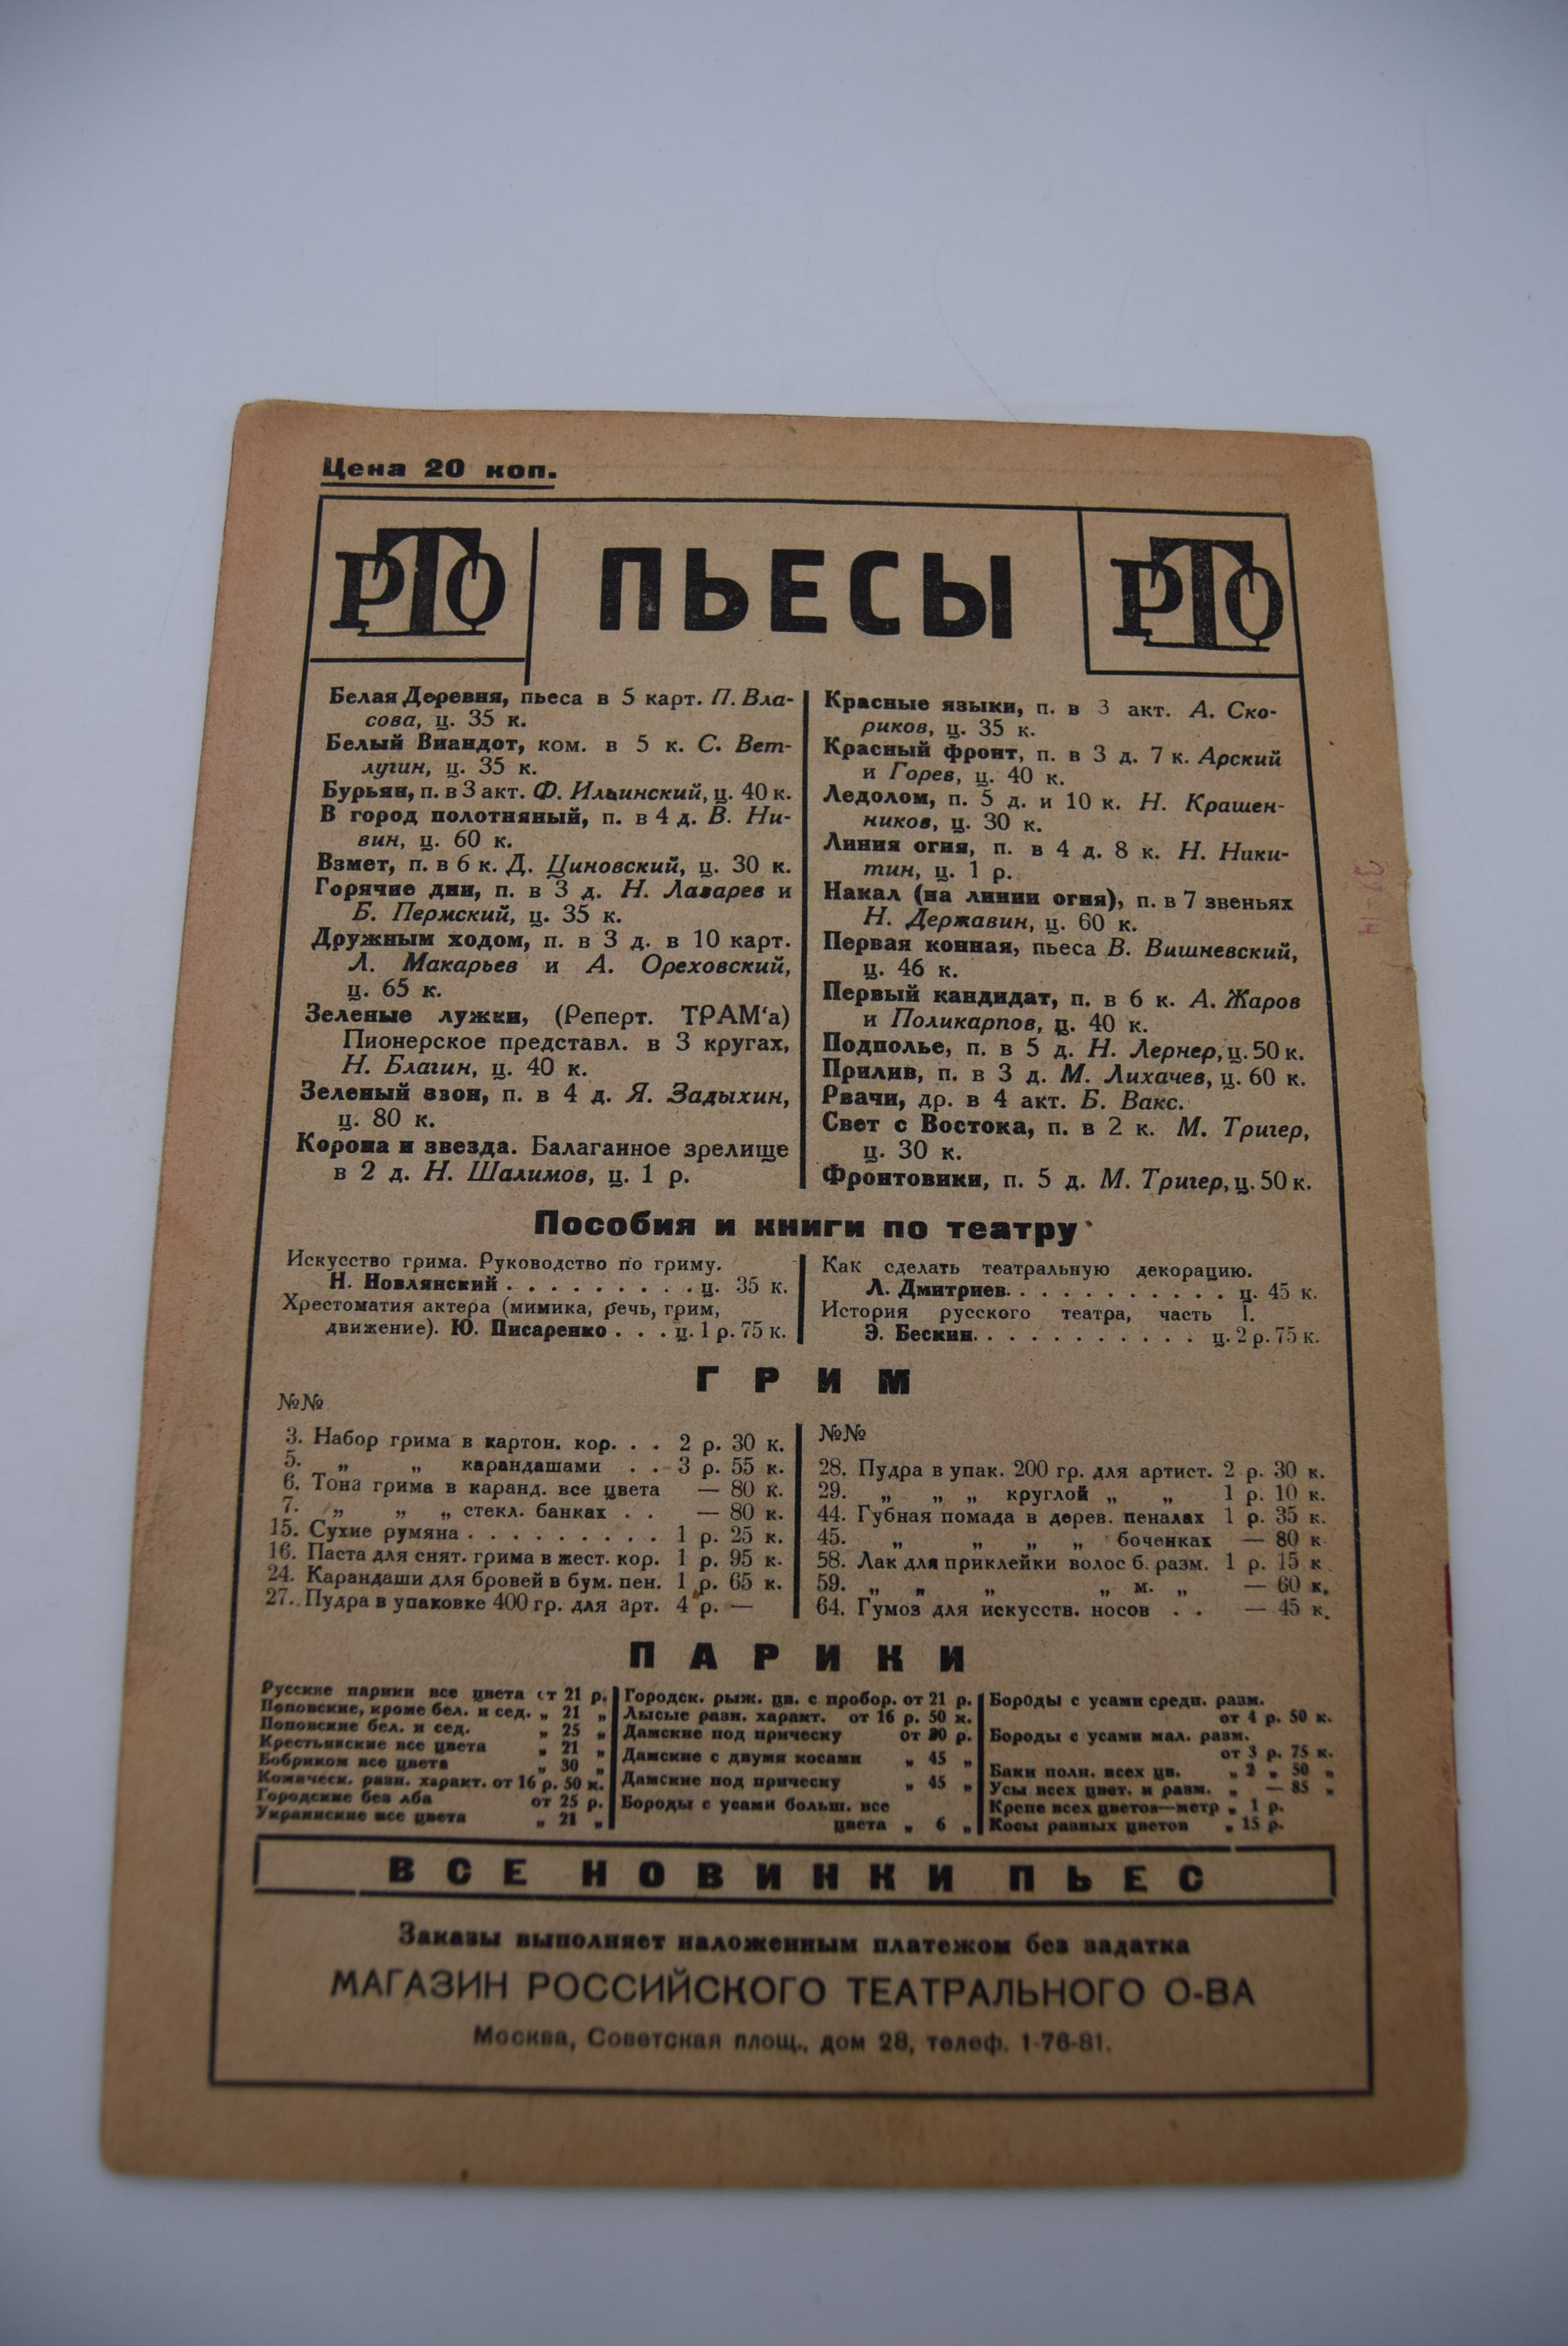 Цена 20 коп.
РТО
ПЬЕСЫ
РТО
Белая Деревня, пьеса в 5 карт. П. Вла-
сова, ц. 35 к.
Белый Виандот, ком. в 5 к. С. Вет-
лугин, ц. 35 к.
Бурьян, п. в 3 акт. Ф. Ильинский, ц. 40 к.
В город полотняный, п. в 4 д. В. Ни-
вин, ц. 60 к.
Взмет, п. в 6 к. Д. Циновский, ц. 30 к.
Горячие дни, п. в 3 д. Н. Лазарев и
Б. Пермский, ц. 35 к.
Дружным ходом, п. в 3 д. в 10 карт.
Л. Макарьев и А. Ореховский,
ц. 65 к.
Зеленые лужки, (Реперт. ТРАМ‘а)
Пионерское представл. в 3 кругах,
Н. Благин, ц. 40 к.
Зеленый звон, п. в 4 д. Я. Задыхин,
ц. 80 к.
Корона и звезда. Балаганное зрелище
в 2 д. Н. Шалимов, ц. 1 р.
Красные языки, п. в 3 акт. А. Ско-
риков, ц. 35 к.
Красный фронт, п. в 3 д. 7 к. Арский
и Горев, ц. 40 к.
Ледолом, п. 5 д. и 10 к. Н. Крашен-
ников, ц. 30 к.
Линия огня, п. в 4 д. 8 к. Н. Ники-
тин, ц. 1 р.
Накал (на линии огня), п. в 7 звеньях
Н. Державин, ц. 60 к.
Первая конная, пьеса В. Вишневский,
ц. 46 к.
Первый кандидат, п. в 6 к. А. Жаров
и Поликарпов, ц. 40 к.
Подполье, п. в 5 д. Н. Лернер, ц. 50 к.
Прилив, п. в 3 д. М. Лихачев, ц. 60 к.
Рвачи, др. в 4 акт. Б. Вакс.
Свет с Востока, п. в 2 к. М. Тригер,
ц. 30 к.
Фронтовики, п. 5 д. М. Тригер, ц. 50 к.
Пособия и книги по театру
Искусство грима. Руководство по гриму.
Н. Новлянский . . . . . . . . . ц. 35 к.
Хрестоматия актера (мимика, речь, грим,
движение). Ю. Писаренко . . . ц. 1 р. 75 к.
Как сделать театральную декорацию.
Л. Дмитриев. . . . . . . . . . . ц. 45 к.
История русского театра, часть I.
Э. Бескин. . . . . . . . . . . ц. 2 р. 75 к.
ГРИМ
№№
3. Набор грима в картон. кор. . . 2 р. 30 к.
5. „ „ карандашами . . 3 р. 55 к.
6. Тона грима в каранд. все цвета — 80 к.
7. „ „ „ стекл. банках . . — 80 к.
15. Сухие румяна . . . . . . . . . 1 р. 25 к.
16. Паста для снят. грима в жест. кор. 1 р. 95 к.
24. Карандаши для бровей в бум. пен. 1 р. 65 к.
27. Пудра в упаковке 400 гр. для арт. 4 р. —
№№
28. Пудра в упак. 200 гр. для артист. 2 р. 30 к.
29. „ „ „ круглой „ „ 1 р. 10 к.
44. Губная помада в дерев. пеналах 1 р. 35 к.
45. „ „ „ „ боченках — 80 к.
58. Лак для приклейки волос б. разм. 1 р. 15 к
59. „ „ „ „ м. „ — 60 к.
64. Гумоз для искусств. носов . . — 45 к.
ПАРИКИ
Русские парики все цвета от 21 р.
Поповские, кроме бел. и сед. „ 21 „
Поповские бел. и сед. „ 25 „
Крестьянские все цвета „ 21 „
Бобриком все цвета „ 30 „
Комическ. разн. характ. от 16 р. 50 к.
Городские без лба от 25 р.
Украинские все цвета „ 21 „
Городск. рыж. цв. с пробор. от 21 р.
Лысые разн. характ. от 16 р. 50 к.
Дамские под прическу от р.
Дамские с двумя косами „ 45 „
Дамские под прическу „ 45 „
Бороды с усами больш. все
цвета „ 6 „
Бороды с усами средн. разм.
от 4 р. 50 к.
Бороды с усами мал. разм.
от 3 р. 75 к.
Баки полн. всех цв. „ 2 „ 50 „
Усы всех цвет. и разм. „ — 85 „
Крепе всех цветов—метр „ 1 р.
Косы разных цветов „ 15 р.
ВСЕ НОВИНКИ ПЬЕС
Заказы выполняет наложенным платежом без задатка
МАГАЗИН РОССИЙСКОГО ТЕАТРАЛЬНОГО О-ВА
Москва, Советская площ., дом 28, телеф. 1-76-81.